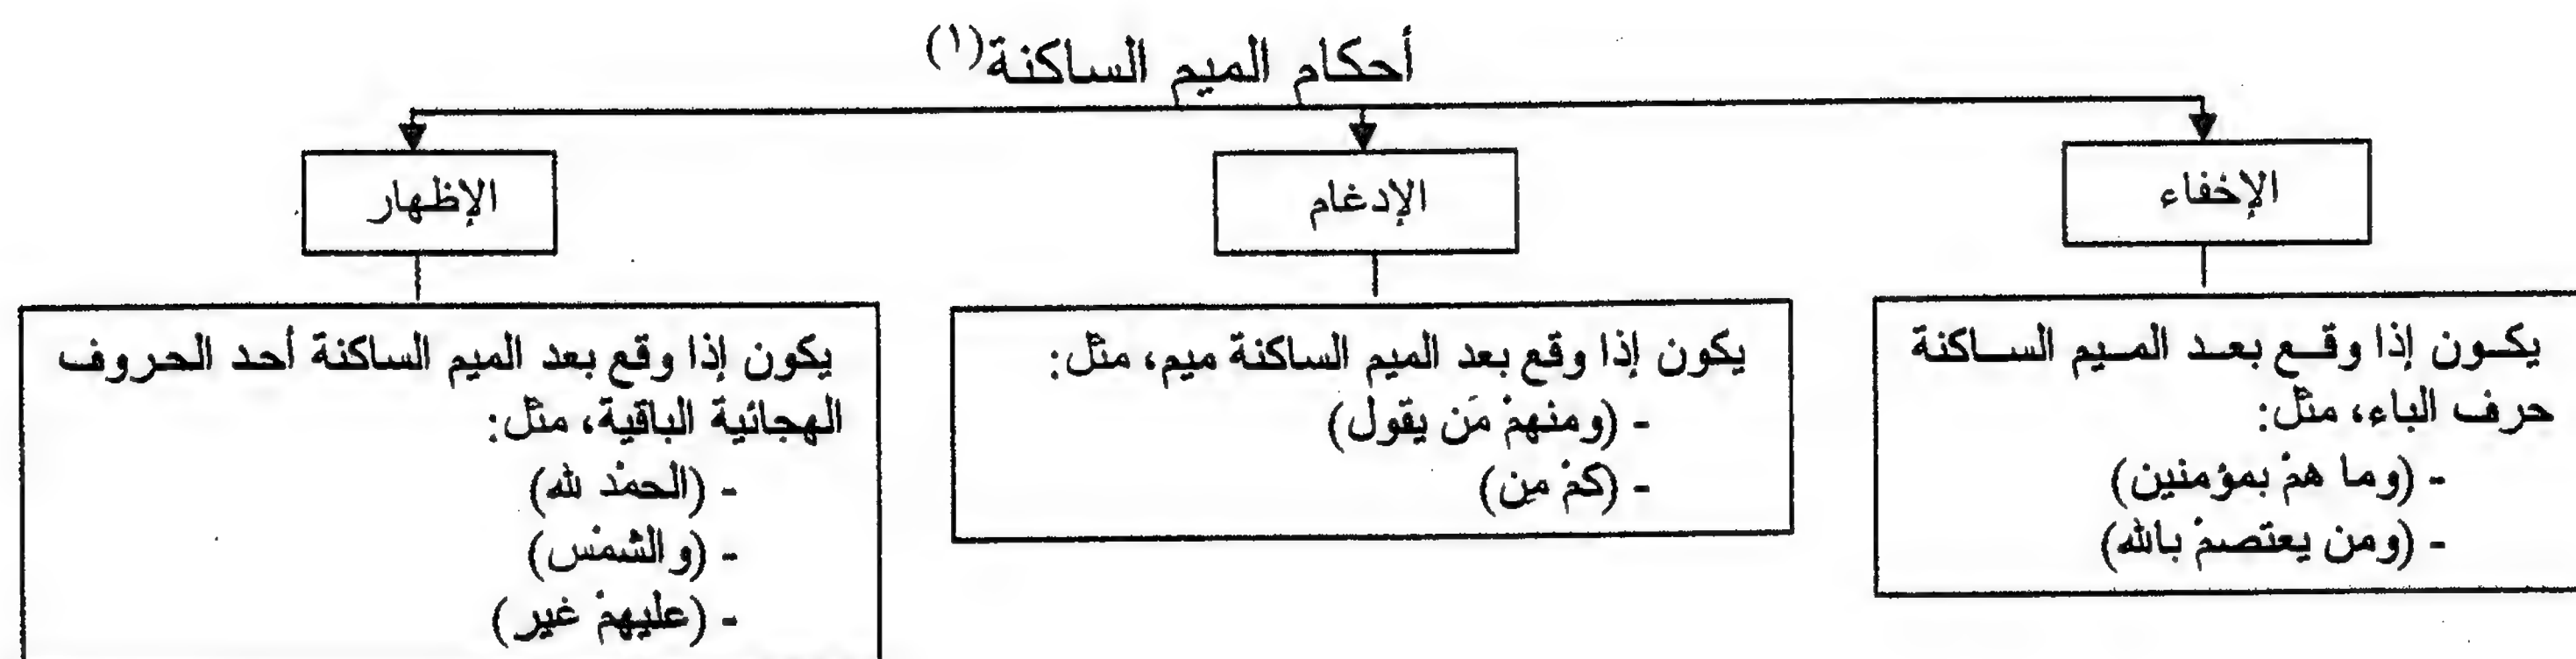 أحكام الميم الساكنة(١)
الإخفاء
الإدغام
الإظهار
يكون إذا وقع بعد الميم الساكنة
حرف الباء، مثل:
- (وما همْ بمؤمنين)
- (ومن يعتصمْ بالله)
يكون إذا وقع بعد الميم الساكنة ميم، مثل:
- (ومنهمْ مَن يقول)
- (كمْ مِن)
يكون إذا وقع بعد الميم الساكنة أحد الحروف
الهجائية الباقية، مثل:
- (الحمْد لله)
- (والشمْس)
- (عليهمْ غير)